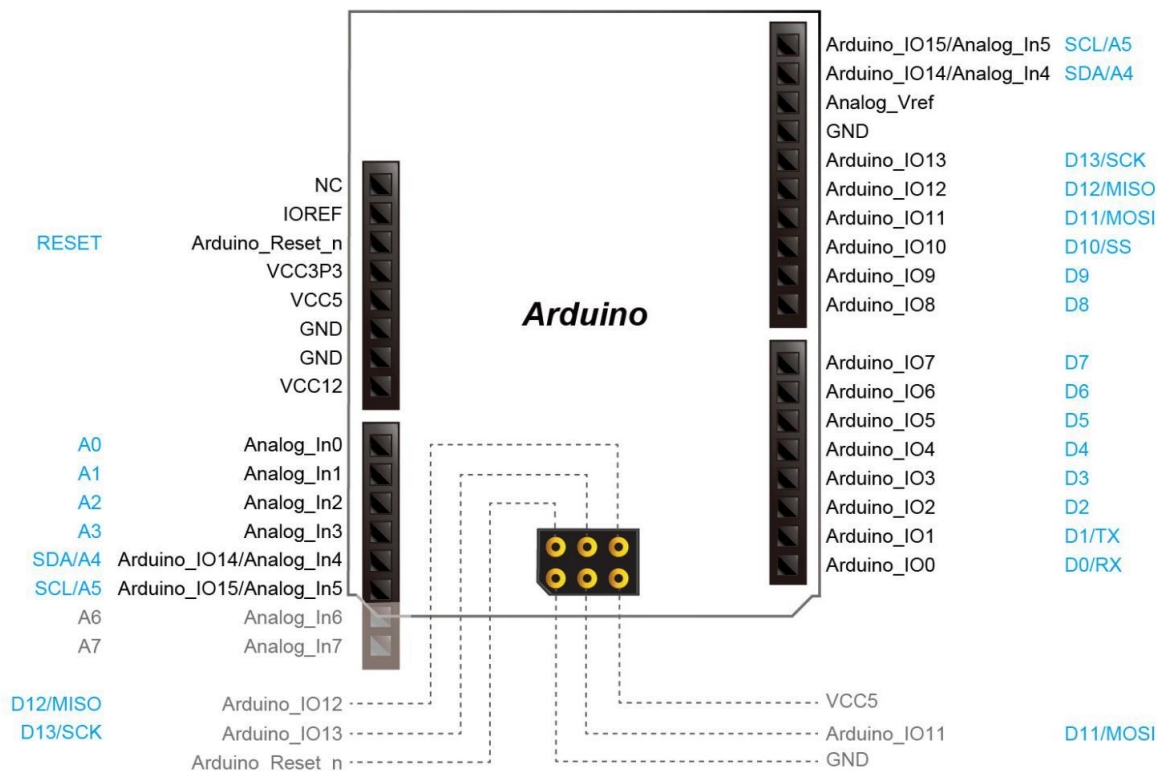 Arduino_IO15/Analog_In5 SCL/A5
Arduino_IO14/Analog_In4 SDA/A4
Analog_Vref
GND
Arduino_IO13 D13/SCK
Arduino_IO12 D12/MISO
Arduino_IO11 D11/MOSI
Arduino_IO10 D10/SS
Arduino_IO9 D9
Arduino_IO8 D8
NC
IOREF
RESET Arduino_Reset_n
VCC3P3
VCC5
GND
GND
VCC12
Arduino
Arduino_IO7 D7
Arduino_IO6 D6
Arduino_IO5 D5
Arduino_IO4 D4
Arduino_IO3 D3
Arduino_IO2 D2
Arduino_IO1 D1/TX
Arduino_IO0 D0/RX
A0 Analog_In0
A1 Analog_In1
A2 Analog_In2
A3 Analog_In3
SDA/A4 Arduino_IO14/Analog_In4
SCL/A5 Arduino_IO15/Analog_In5
A6 Analog_In6
A7 Analog_In7
D12/MISO Arduino_IO12
D13/SCK Arduino_IO13
Arduino_Reset_n
VCC5
Arduino_IO11 D11/MOSI
GND